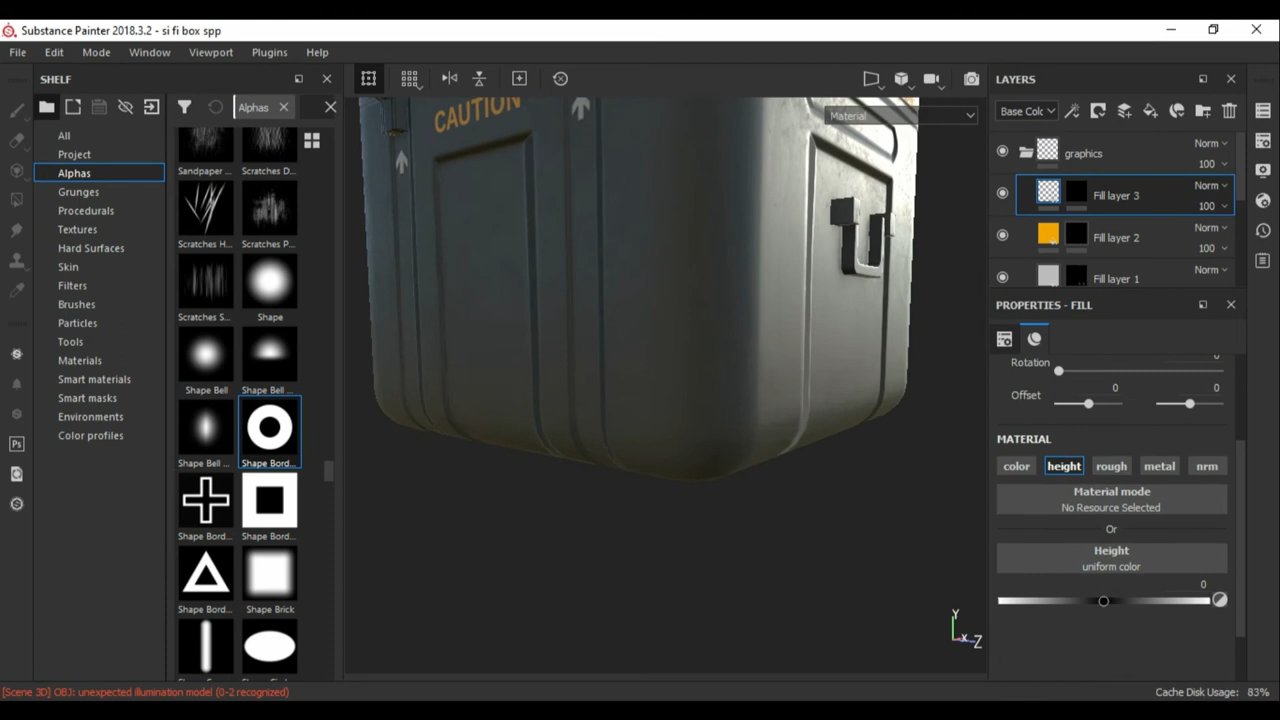 Substance Painter 2018.3.2 - si fi box spp
File Edit Mode Window Viewport Plugins Help
SHELF
Alphas
All
Project
Alphas
Grunges
Procedurals
Textures
Hard Surfaces
Skin
Filters
Brushes
Particles
Tools
Materials
Smart materials
Smart masks
Environments
Color profiles
Sandpaper ... Scratches D...
Scratches H... Scratches P...
Scratches S... Shape
Shape Bell Shape Bell ...
Shape Bell ... Shape Bord...
Shape Bord... Shape Bord...
Shape Bord... Shape Brick
Ps
CAUTION
Material
Y
X
Z
LAYERS
Base Colo
graphics Norm
100
Fill layer 3 Norm
100
Fill layer 2 Norm
100
Fill layer 1 Norm
PROPERTIES - FILL
Rotation 0
Offset 0 0
MATERIAL
color height rough metal nrm
Material mode
No Resource Selected
Or
Height
uniform color
0
[Scene 3D] OBJ: unexpected illumination model (0-2 recognized)
Cache Disk Usage: 83%